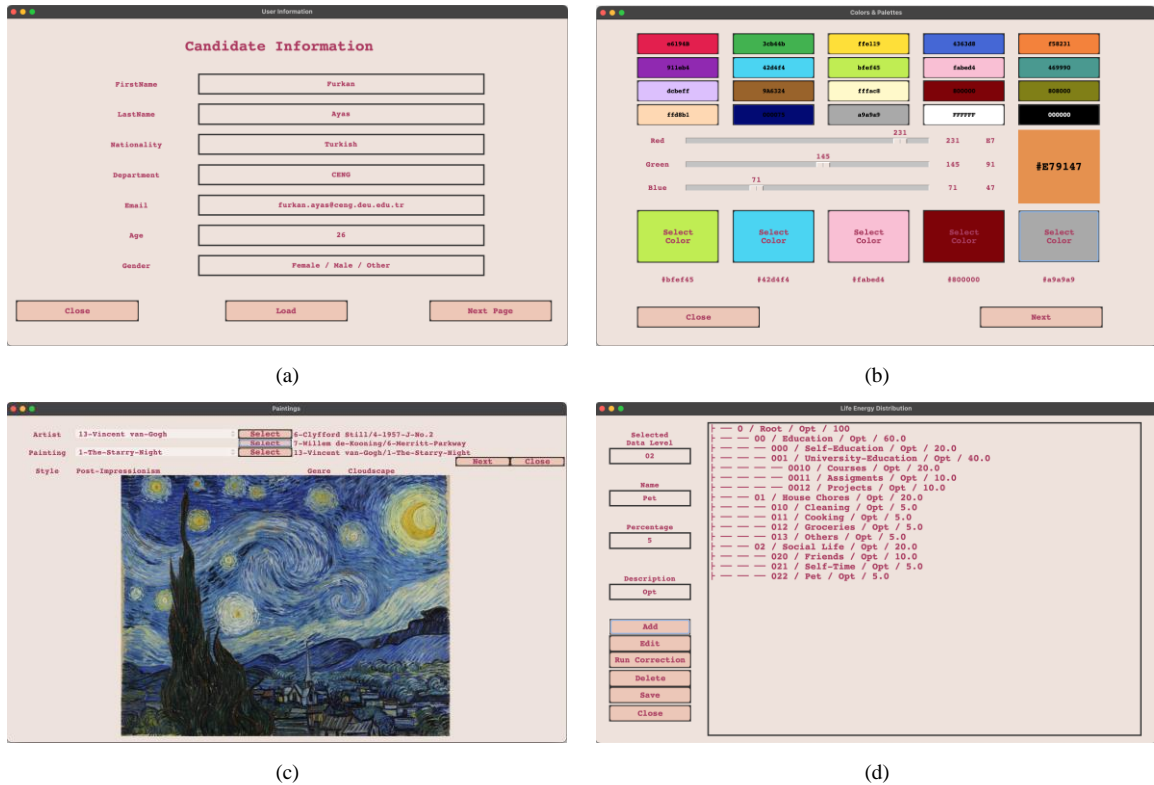 User Information
Candidate Information
FirstName Furkan
LastName Ayas
Nationality Turkish
Department CENG
Email furkan.ayas@ceng.deu.edu.tr
Age 26
Gender Female / Male / Other
Close Load Next Page
(a)
Colors & Palettes
e6194B 3cb44b ffe119 4363d8 f58231
911eb4 42d4f4 bfef45 fabed4 469990
dcbeff 9A6324 fffac8 800000 808000
ffd8b1 a9a9a9 FFFFFF 000000
231
Red 231 E7
145
Green 145 91
#E79147
71
Blue 71 47
Select Color Select Color Select Color Select Color Select Color
#bfef45 #42d4f4 #fabed4 #800000 #a9a9a9
Close Next
(b)
Paintings
Artist 13-Vincent van-Gogh Select 6-Clyfford Still/4-1957-J-No.2
Select 7-Willem de-Kooning/6-Merritt-Parkway
Painting 1-The-Starry-Night Select 13-Vincent van-Gogh/1-The-Starry-Night
Next Close
Style Post-Impressionism Genre Cloudscape
(c)
Life Energy Distribution
Selected
Data Level
02
Name
Pet
Percentage
5
Description
Opt
Add
Edit
Run Correction
Delete
Save
Close
├ ── 0 / Root / Opt / 100
├ ── ── 00 / Education / Opt / 60.0
├ ── ── ── 000 / Self-Education / Opt / 20.0
├ ── ── ── 001 / University-Education / Opt / 40.0
├ ── ── ── ── 0010 / Courses / Opt / 20.0
├ ── ── ── ── 0011 / Assigments / Opt / 10.0
├ ── ── ── ── 0012 / Projects / Opt / 10.0
├ ── ── 01 / House Chores / Opt / 20.0
├ ── ── ── 010 / Cleaning / Opt / 5.0
├ ── ── ── 011 / Cooking / Opt / 5.0
├ ── ── ── 012 / Groceries / Opt / 5.0
├ ── ── ── 013 / Others / Opt / 5.0
├ ── ── 02 / Social Life / Opt / 20.0
├ ── ── ── 020 / Friends / Opt / 10.0
├ ── ── ── 021 / Self-Time / Opt / 5.0
├ ── ── ── 022 / Pet / Opt / 5.0
(d)